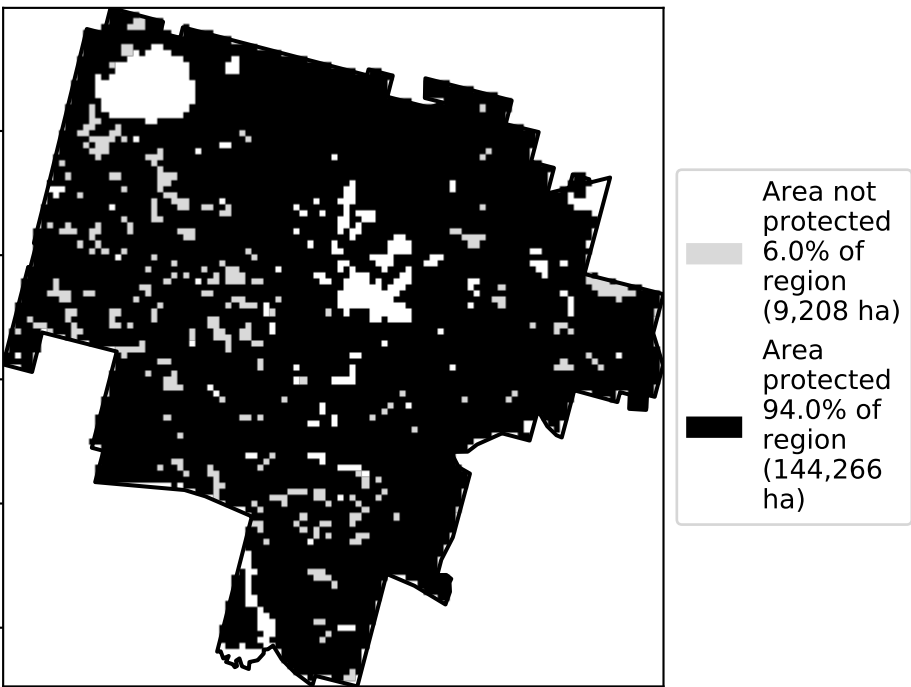 Area not
protected
6.0% of
region
(9,208 ha)
Area
protected
94.0% of
region
(144,266
ha)